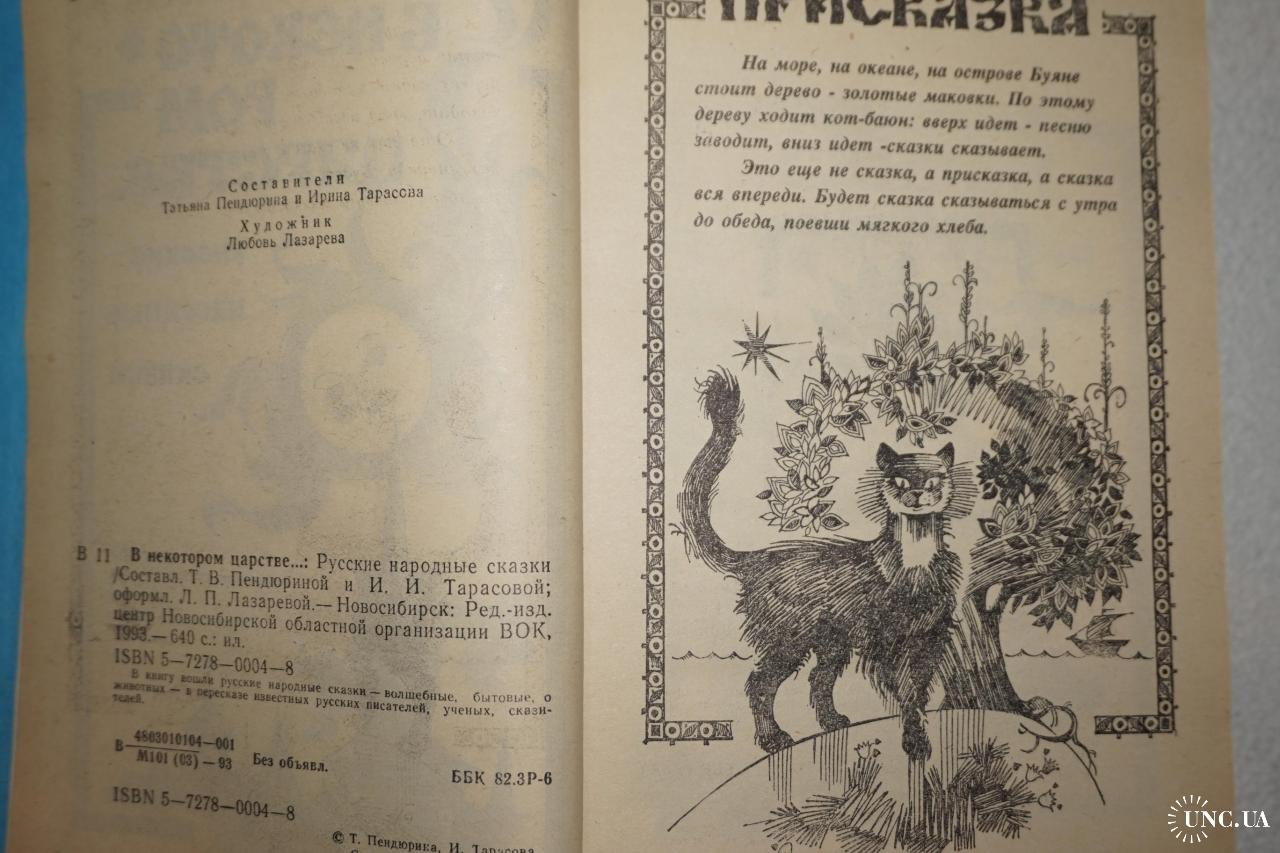 Составители
Татьяна Пендюрина и Ирина Тарасова
Художник
Любовь Лазарева
В 11 В некотором царстве...: Русские народные сказки
/Составл. Т. В. Пендюриной и И. И. Тарасовой;
оформл. Л. П. Лазаревой.— Новосибирск: Ред.-изд.
центр Новосибирской областной организации ВОК,
1993.— 640 с.: ил.
ISBN 5—7278—0004—8
В книгу вошли русские народные сказки — волшебные, бытовые, о
животных — в пересказе известных русских писателей, ученых, скази-
телей.
В 4803010104—001
М101 (03) — 93 Без объявл.
ББК 82.3Р-6
ISBN 5—7278—0004—8
© Т. Пендюрика, И. Тарасова.
ПРИСКАЗКА
На море, на океане, на острове Буяне
стоит дерево - золотые маковки. По этому
дереву ходит кот-баюн: вверх идет - песню
заводит, вниз идет -сказки сказывает.
Это еще не сказка, а присказка, а сказка
вся впереди. Будет сказка сказываться с утра
до обеда, поевши мягкого хлеба.
UNC.UA